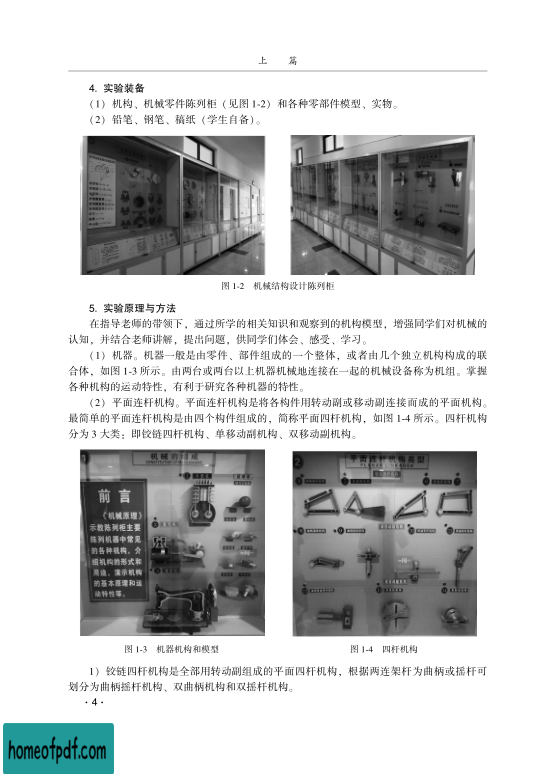 上 篇
4. 实验装备
（1）机构、机械零件陈列柜（见图 1-2）和各种零部件模型、实物。
（2）铅笔、钢笔、稿纸（学生自备）。
图 1-2 机械结构设计陈列柜
5. 实验原理与方法
在指导老师的带领下，通过所学的相关知识和观察到的机构模型，增强同学们对机械的
认知，并结合老师讲解，提出问题，供同学们体会、感受、学习。
（1）机器。机器一般是由零件、部件组成的一个整体，或者由几个独立机构构成的联
合体，如图 1-3 所示。由两台或两台以上机器机械地连接在一起的机械设备称为机组。掌握
各种机构的运动特性，有利于研究各种机器的特性。
（2）平面连杆机构。平面连杆机构是将各构件用转动副或移动副连接而成的平面机构。
最简单的平面连杆机构是由四个构件组成的，简称平面四杆机构，如图 1-4 所示。四杆机构
分为 3 大类：即铰链四杆机构、单移动副机构、双移动副机构。
机械的组成
前言
《机械原理》
示教陈列柜主要
陈列机器中常见
的各种机构，介
绍机构的形式和
用途，演示机构
的基本原理和运
动特性等。
2
平面连杆机构类型
图 1-3 机器机构和模型
图 1-4 四杆机构
1）铰链四杆机构是全部用转动副组成的平面四杆机构，根据两连架杆为曲柄或摇杆可
划分为曲柄摇杆机构、双曲柄机构和双摇杆机构。
· 4 ·
homeofpdf.com